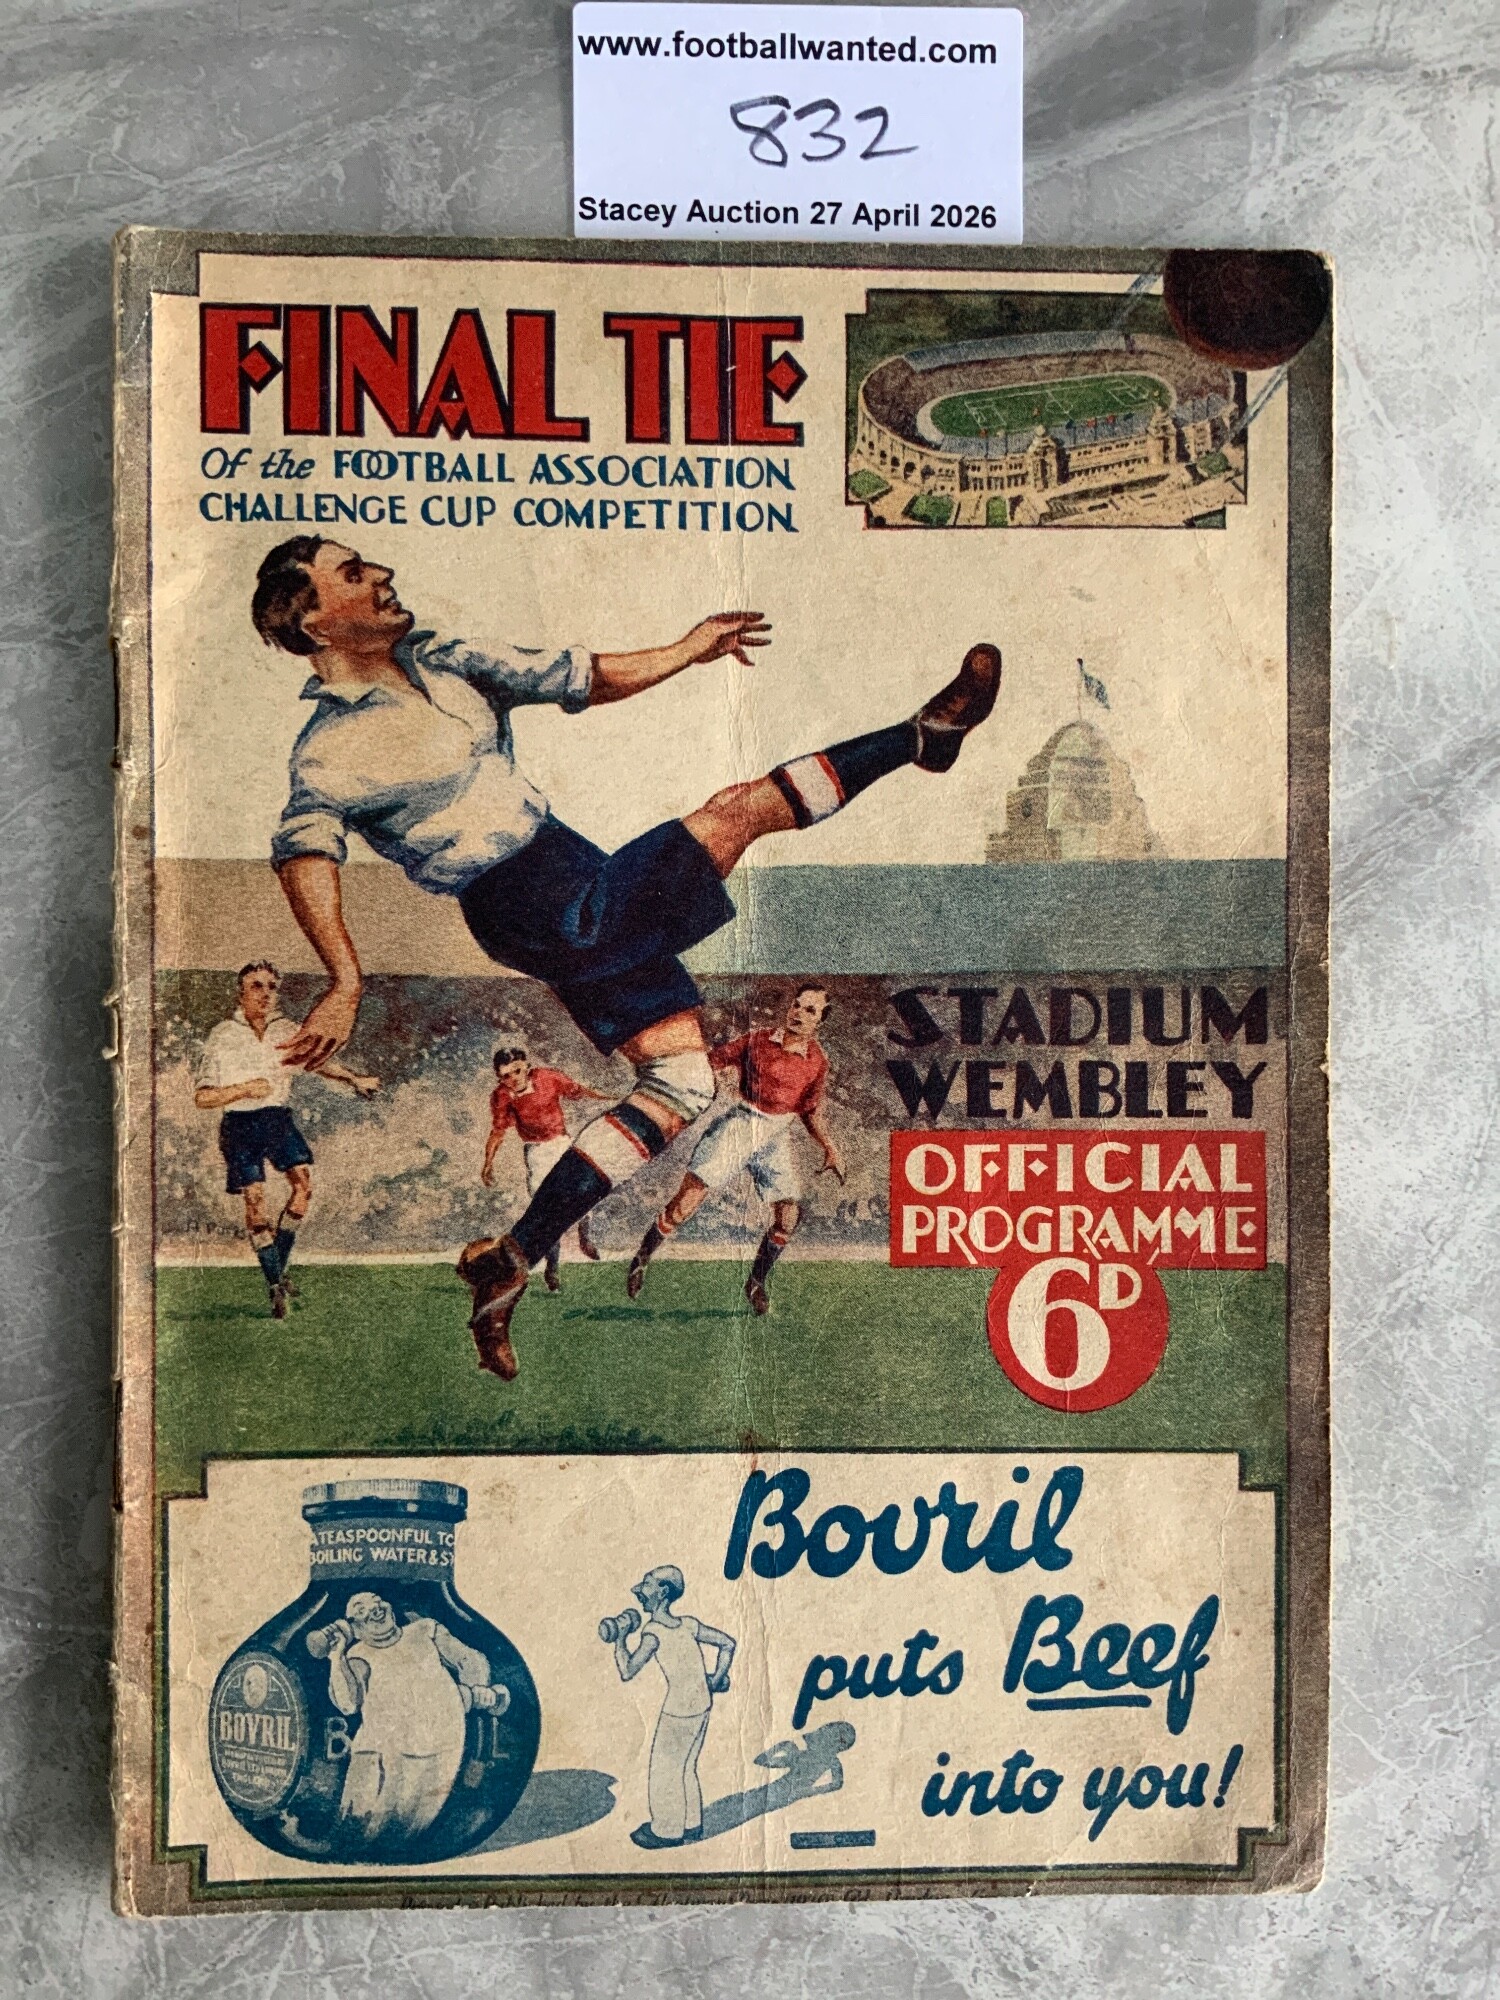 www.footballwanted.com
832
Stacey Auction 27 April 2026
FINAL TIE
Of the FOOTBALL ASSOCIATION
CHALLENGE CUP COMPETITION
STADIUM
WEMBLEY
OFFICIAL
PROGRAMME
6D
Bovril
puts Beef
into you!
A TEASPOONFUL TO
BOILING WATER & S
BOVRIL
B IL